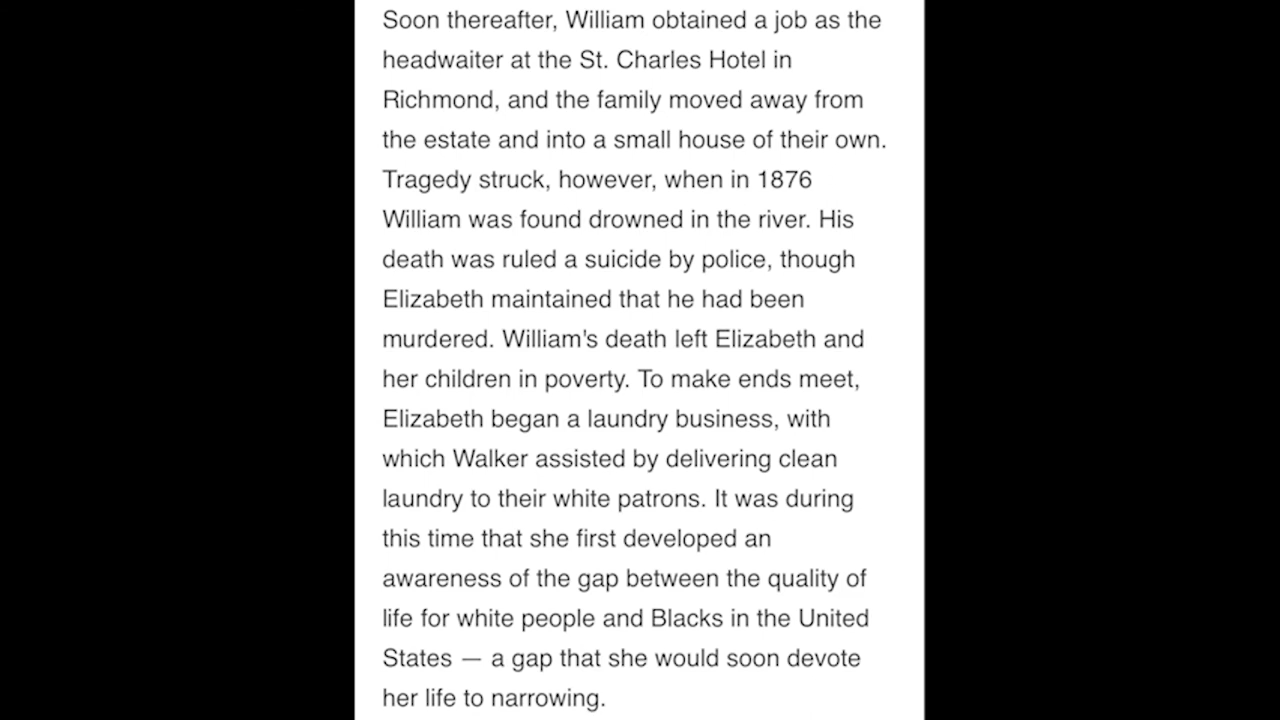 Soon thereafter, William obtained a job as the
headwaiter at the St. Charles Hotel in
Richmond, and the family moved away from
the estate and into a small house of their own.
Tragedy struck, however, when in 1876
William was found drowned in the river. His
death was ruled a suicide by police, though
Elizabeth maintained that he had been
murdered. William's death left Elizabeth and
her children in poverty. To make ends meet,
Elizabeth began a laundry business, with
which Walker assisted by delivering clean
laundry to their white patrons. It was during
this time that she first developed an
awareness of the gap between the quality of
life for white people and Blacks in the United
States — a gap that she would soon devote
her life to narrowing.